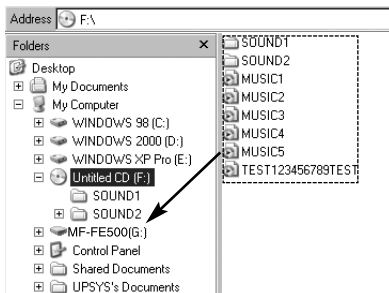 Address F:\
Folders ×
Desktop
My Documents
My Computer
WINDOWS 98 (C:)
WINDOWS 2000 (D:)
WINDOWS XP Pro (E:)
Untitled CD (F:)
SOUND1
SOUND2
MF-FE500(G:)
Control Panel
Shared Documents
UPSYS's Documents
SOUND1
SOUND2
MUSIC1
MUSIC2
MUSIC3
MUSIC4
MUSIC5
TEST123456789TEST